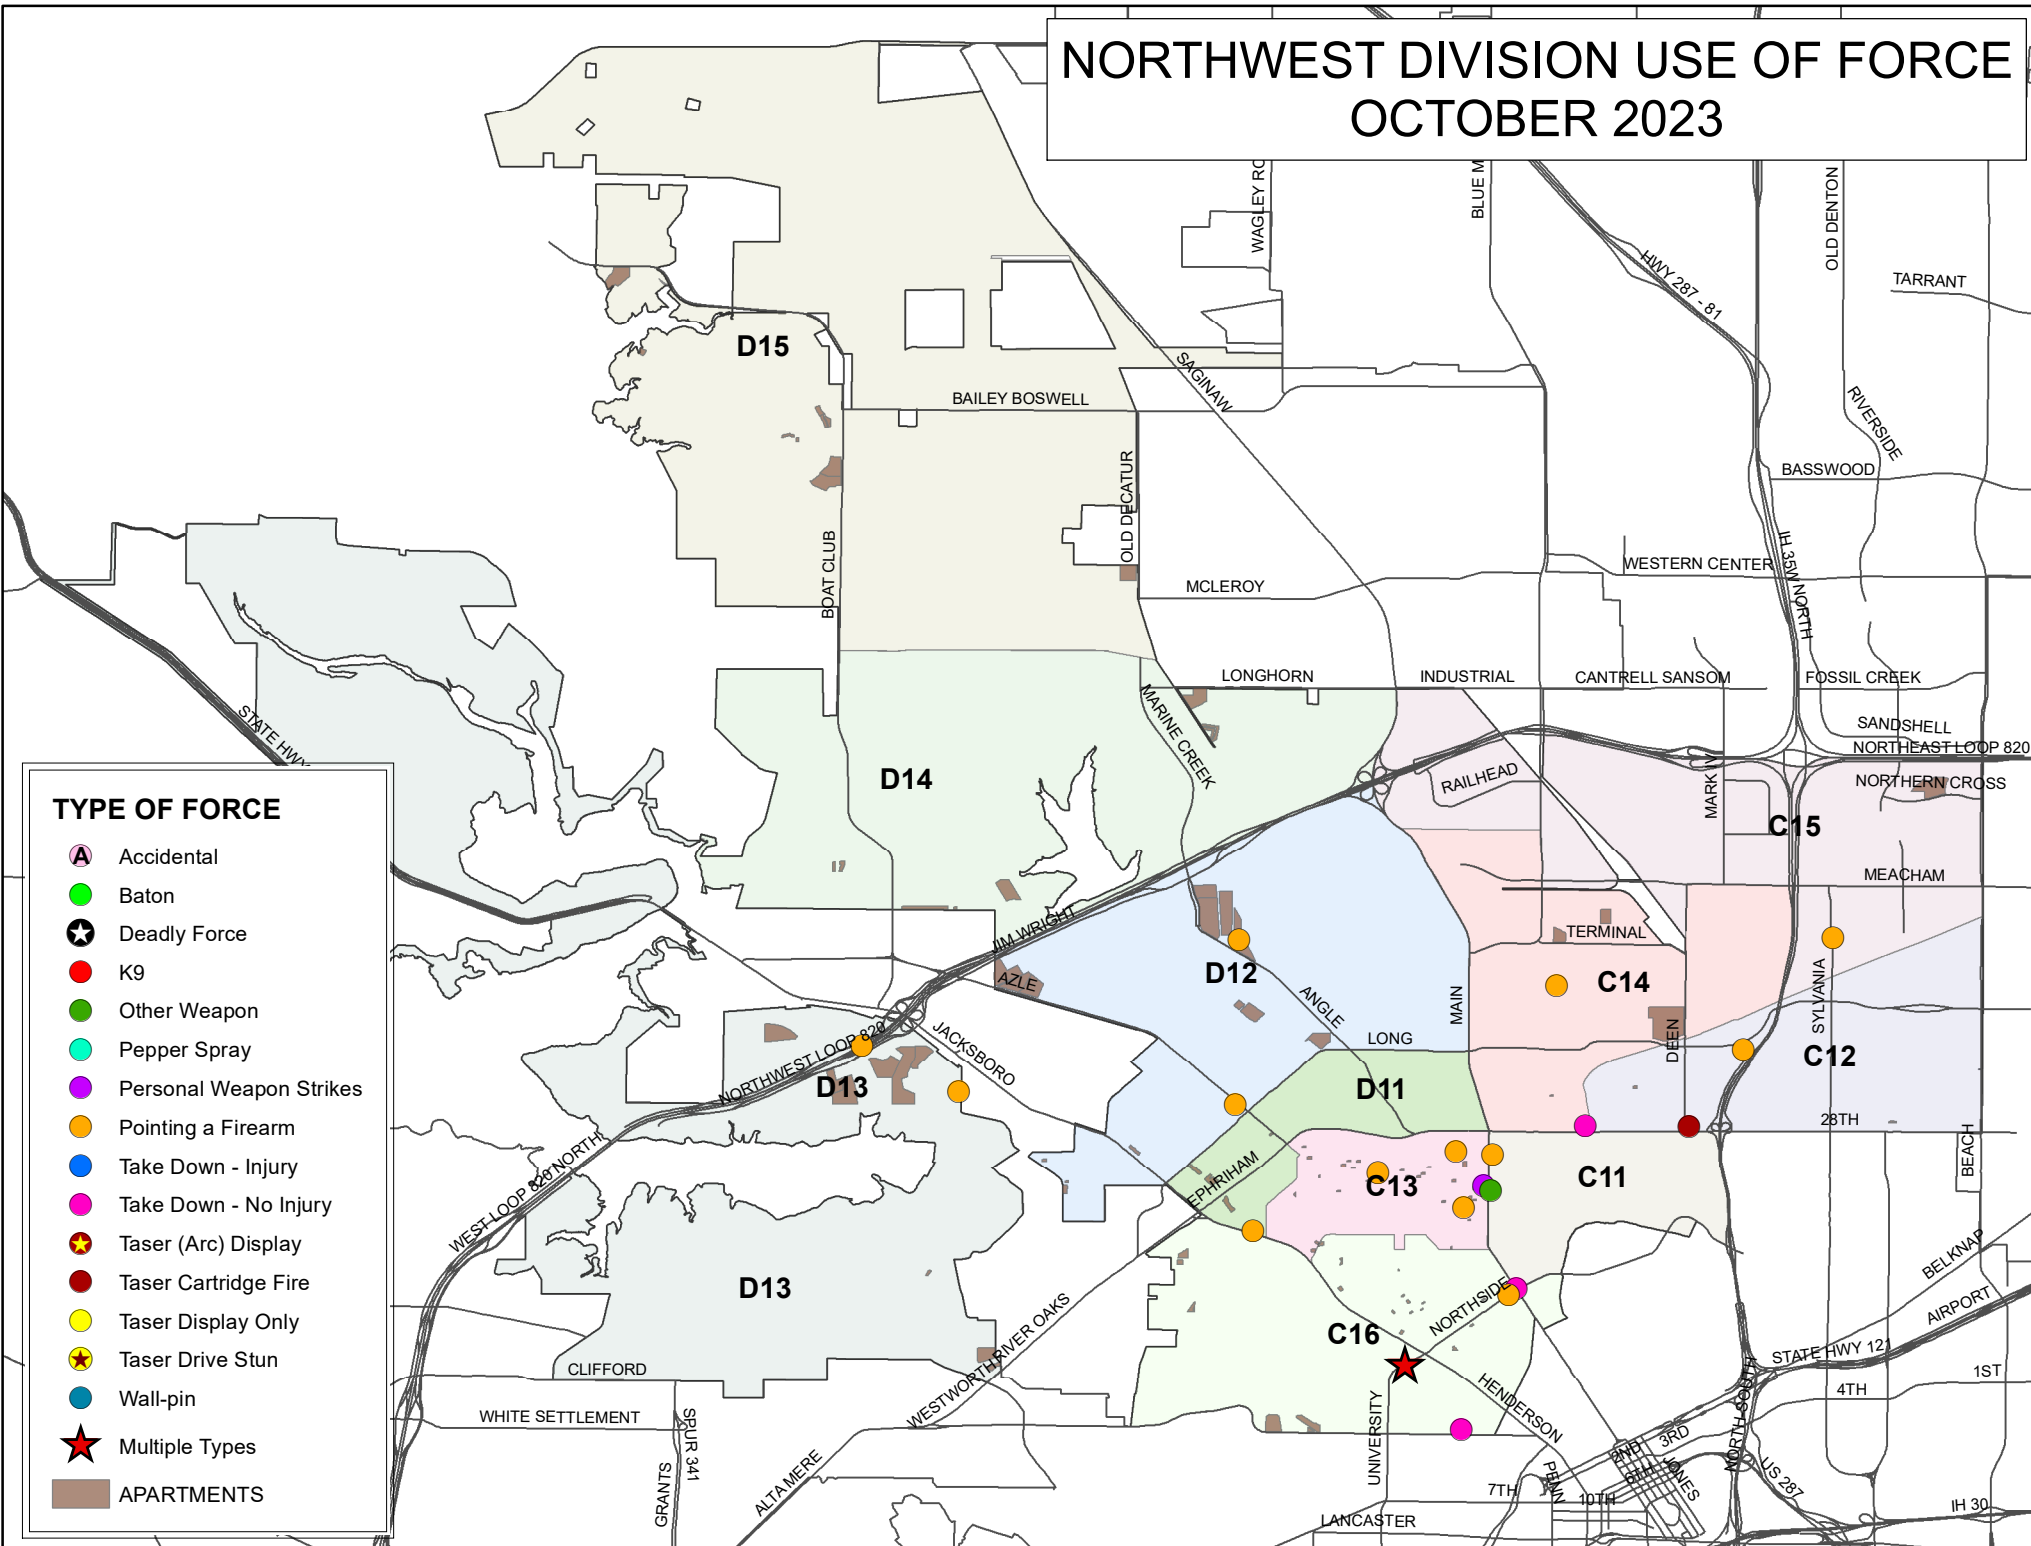 NORTHWEST DIVISION USE OF FORCE
OCTOBER 2023
WAGLEY RO
BLUE M
OLD DENTON
HWY 287 - 81
TARRANT
D15
SAGINAW
BAILEY BOSWELL
RIVERSIDE
BASSWOOD
OLD DECATUR
BOAT CLUB
IH 35W NORTH
WESTERN CENTER
MCLEROY
LONGHORN
INDUSTRIAL
CANTRELL SANSOM
FOSSIL CREEK
MARINE CREEK
STATE HWY
SANDSHELL
NORTHEAST LOOP 820
D14
RAILHEAD
MARK IV
NORTHERN CROSS
C15
MEACHAM
JIM WRIGHT
TERMINAL
AZLE
D12
ANGLE
MAIN
C14
SYLVANIA
JACKSBORO
LONG
DEEN
C12
NORTHWEST LOOP 820
D13
D11
28TH
WEST LOOP 820 NORTH
EPHRIHAM
C13
C11
BEACH
D13
BELKNAP
WESTWORTH
RIVER OAKS
NORTHSIDE
AIRPORT
C16
STATE HWY 121
CLIFFORD
1ST
4TH
HENDERSON
UNIVERSITY
WHITE SETTLEMENT
SPUR 341
GRANTS
ALTAMERE
NORTH-SOUTH
2ND
3RD
6TH
JONES
US 287
PENN
7TH
10TH
IH 30
LANCASTER
TYPE OF FORCE
A Accidental
Baton
Deadly Force
K9
Other Weapon
Pepper Spray
Personal Weapon Strikes
Pointing a Firearm
Take Down - Injury
Take Down - No Injury
Taser (Arc) Display
Taser Cartridge Fire
Taser Display Only
Taser Drive Stun
Wall-pin
Multiple Types
APARTMENTS